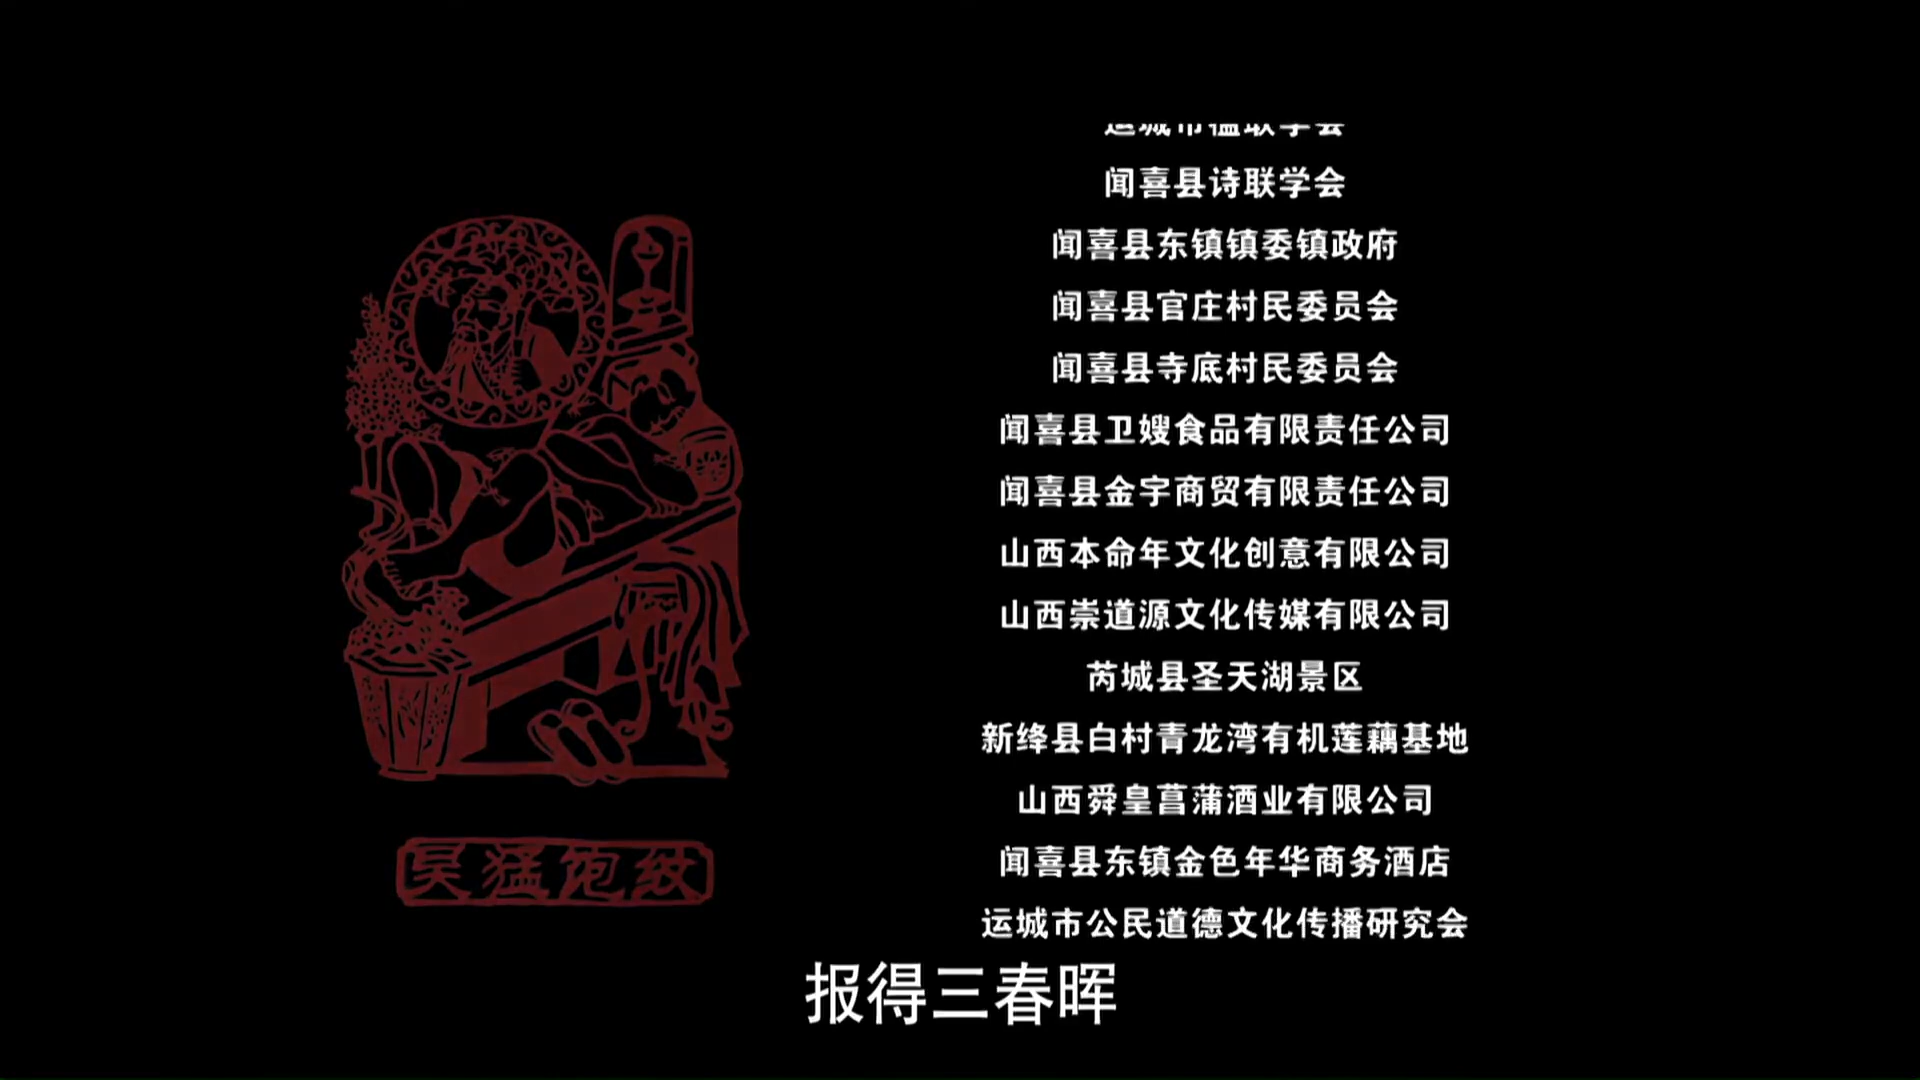 运城市楹联学会
闻喜县诗联学会
闻喜县东镇镇委镇政府
闻喜县官庄村民委员会
闻喜县寺底村民委员会
闻喜县卫嫂食品有限责任公司
闻喜县金宇商贸有限责任公司
山西本命年文化创意有限公司
山西崇道源文化传媒有限公司
芮城县圣天湖景区
新绛县白村青龙湾有机莲藕基地
山西舜皇菖蒲酒业有限公司
闻喜县东镇金色年华商务酒店
运城市公民道德文化传播研究会
吴猛饱蚊
报得三春晖